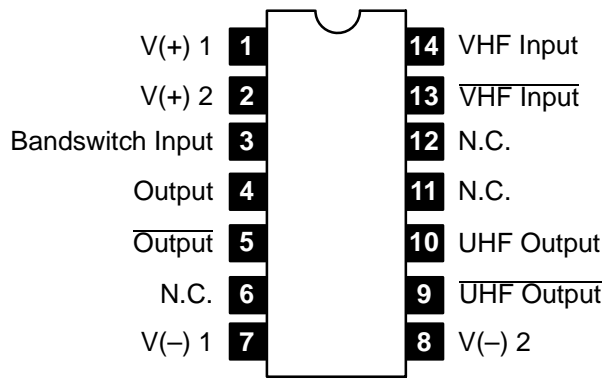 V(+) 1 1
14 VHF Input
V(+) 2 2
13 VHF Input
Bandswitch Input 3
12 N.C.
Output 4
11 N.C.
Output 5
10 UHF Output
N.C. 6
9 UHF Output
V(–) 1 7
8 V(–) 2